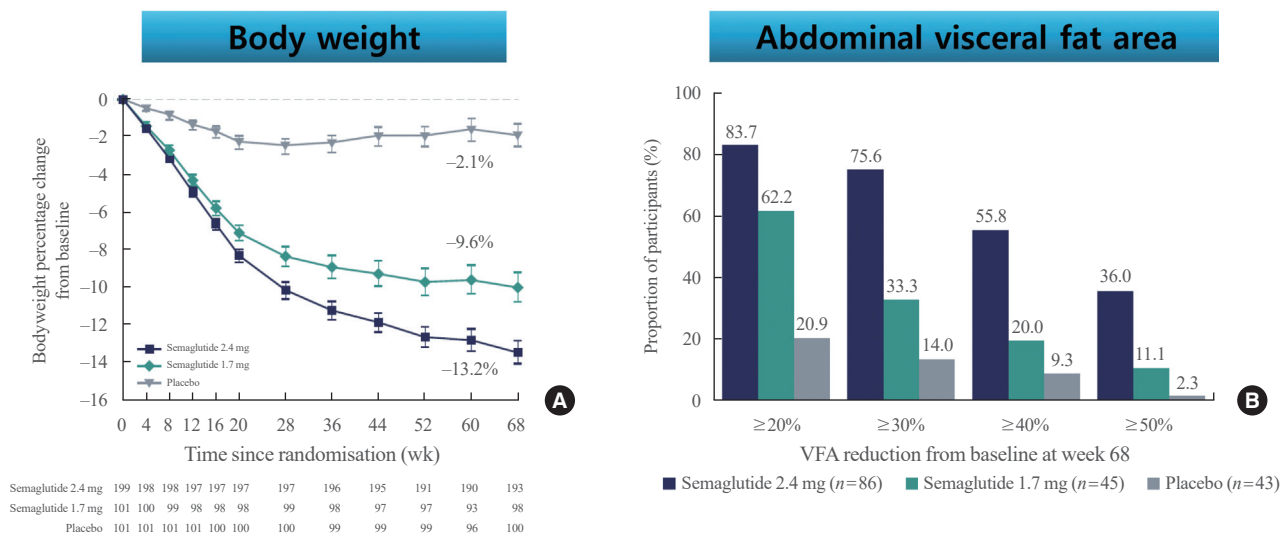 Body weight
0
–2
–4
–6
–8
–10
–12
–14
–16
Bodyweight percentage change
from baseline
–2.1%
–9.6%
–13.2%
Semaglutide 2.4 mg
Semaglutide 1.7 mg
Placebo
A
0 4 8 12 16 20 28 36 44 52 60 68
Time since randomisation (wk)
Semaglutide 2.4 mg 199 198 198 197 197 197 197 196 195 191 190 193
Semaglutide 1.7 mg 101 100 99 98 98 98 99 98 97 97 93 98
Placebo 101 101 101 101 100 100 100 99 99 99 96 100
Abdominal visceral fat area
100
80
60
40
20
0
Proportion of participants (%)
83.7
62.2
20.9
75.6
33.3
14.0
55.8
20.0
9.3
36.0
11.1
2.3
B
≥20% ≥30% ≥40% ≥50%
VFA reduction from baseline at week 68
Semaglutide 2.4 mg (n=86) Semaglutide 1.7 mg (n=45) Placebo (n=43)